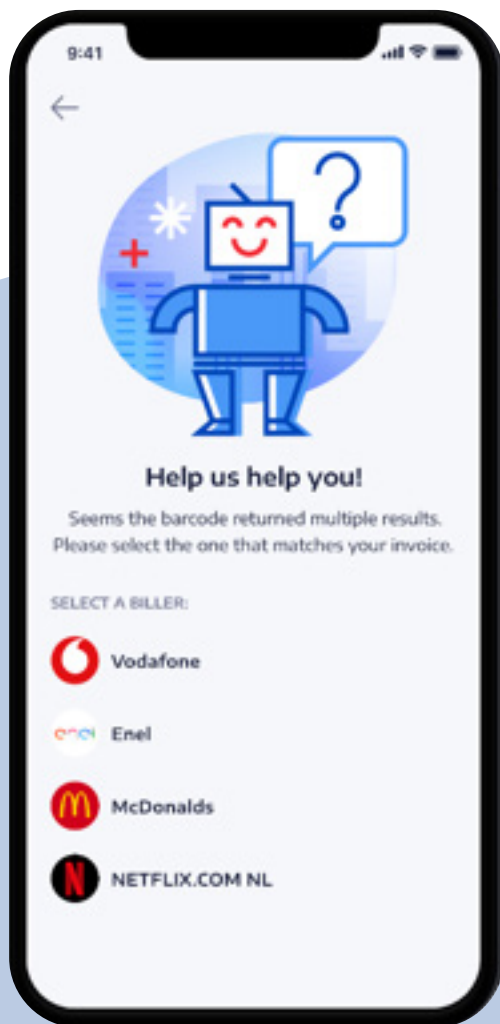 9:41
?
Help us help you!
Seems the barcode returned multiple results.
Please select the one that matches your invoice.
SELECT A BILLER:
Vodafone
enel Enel
M McDonalds
N NETFLIX.COM NL